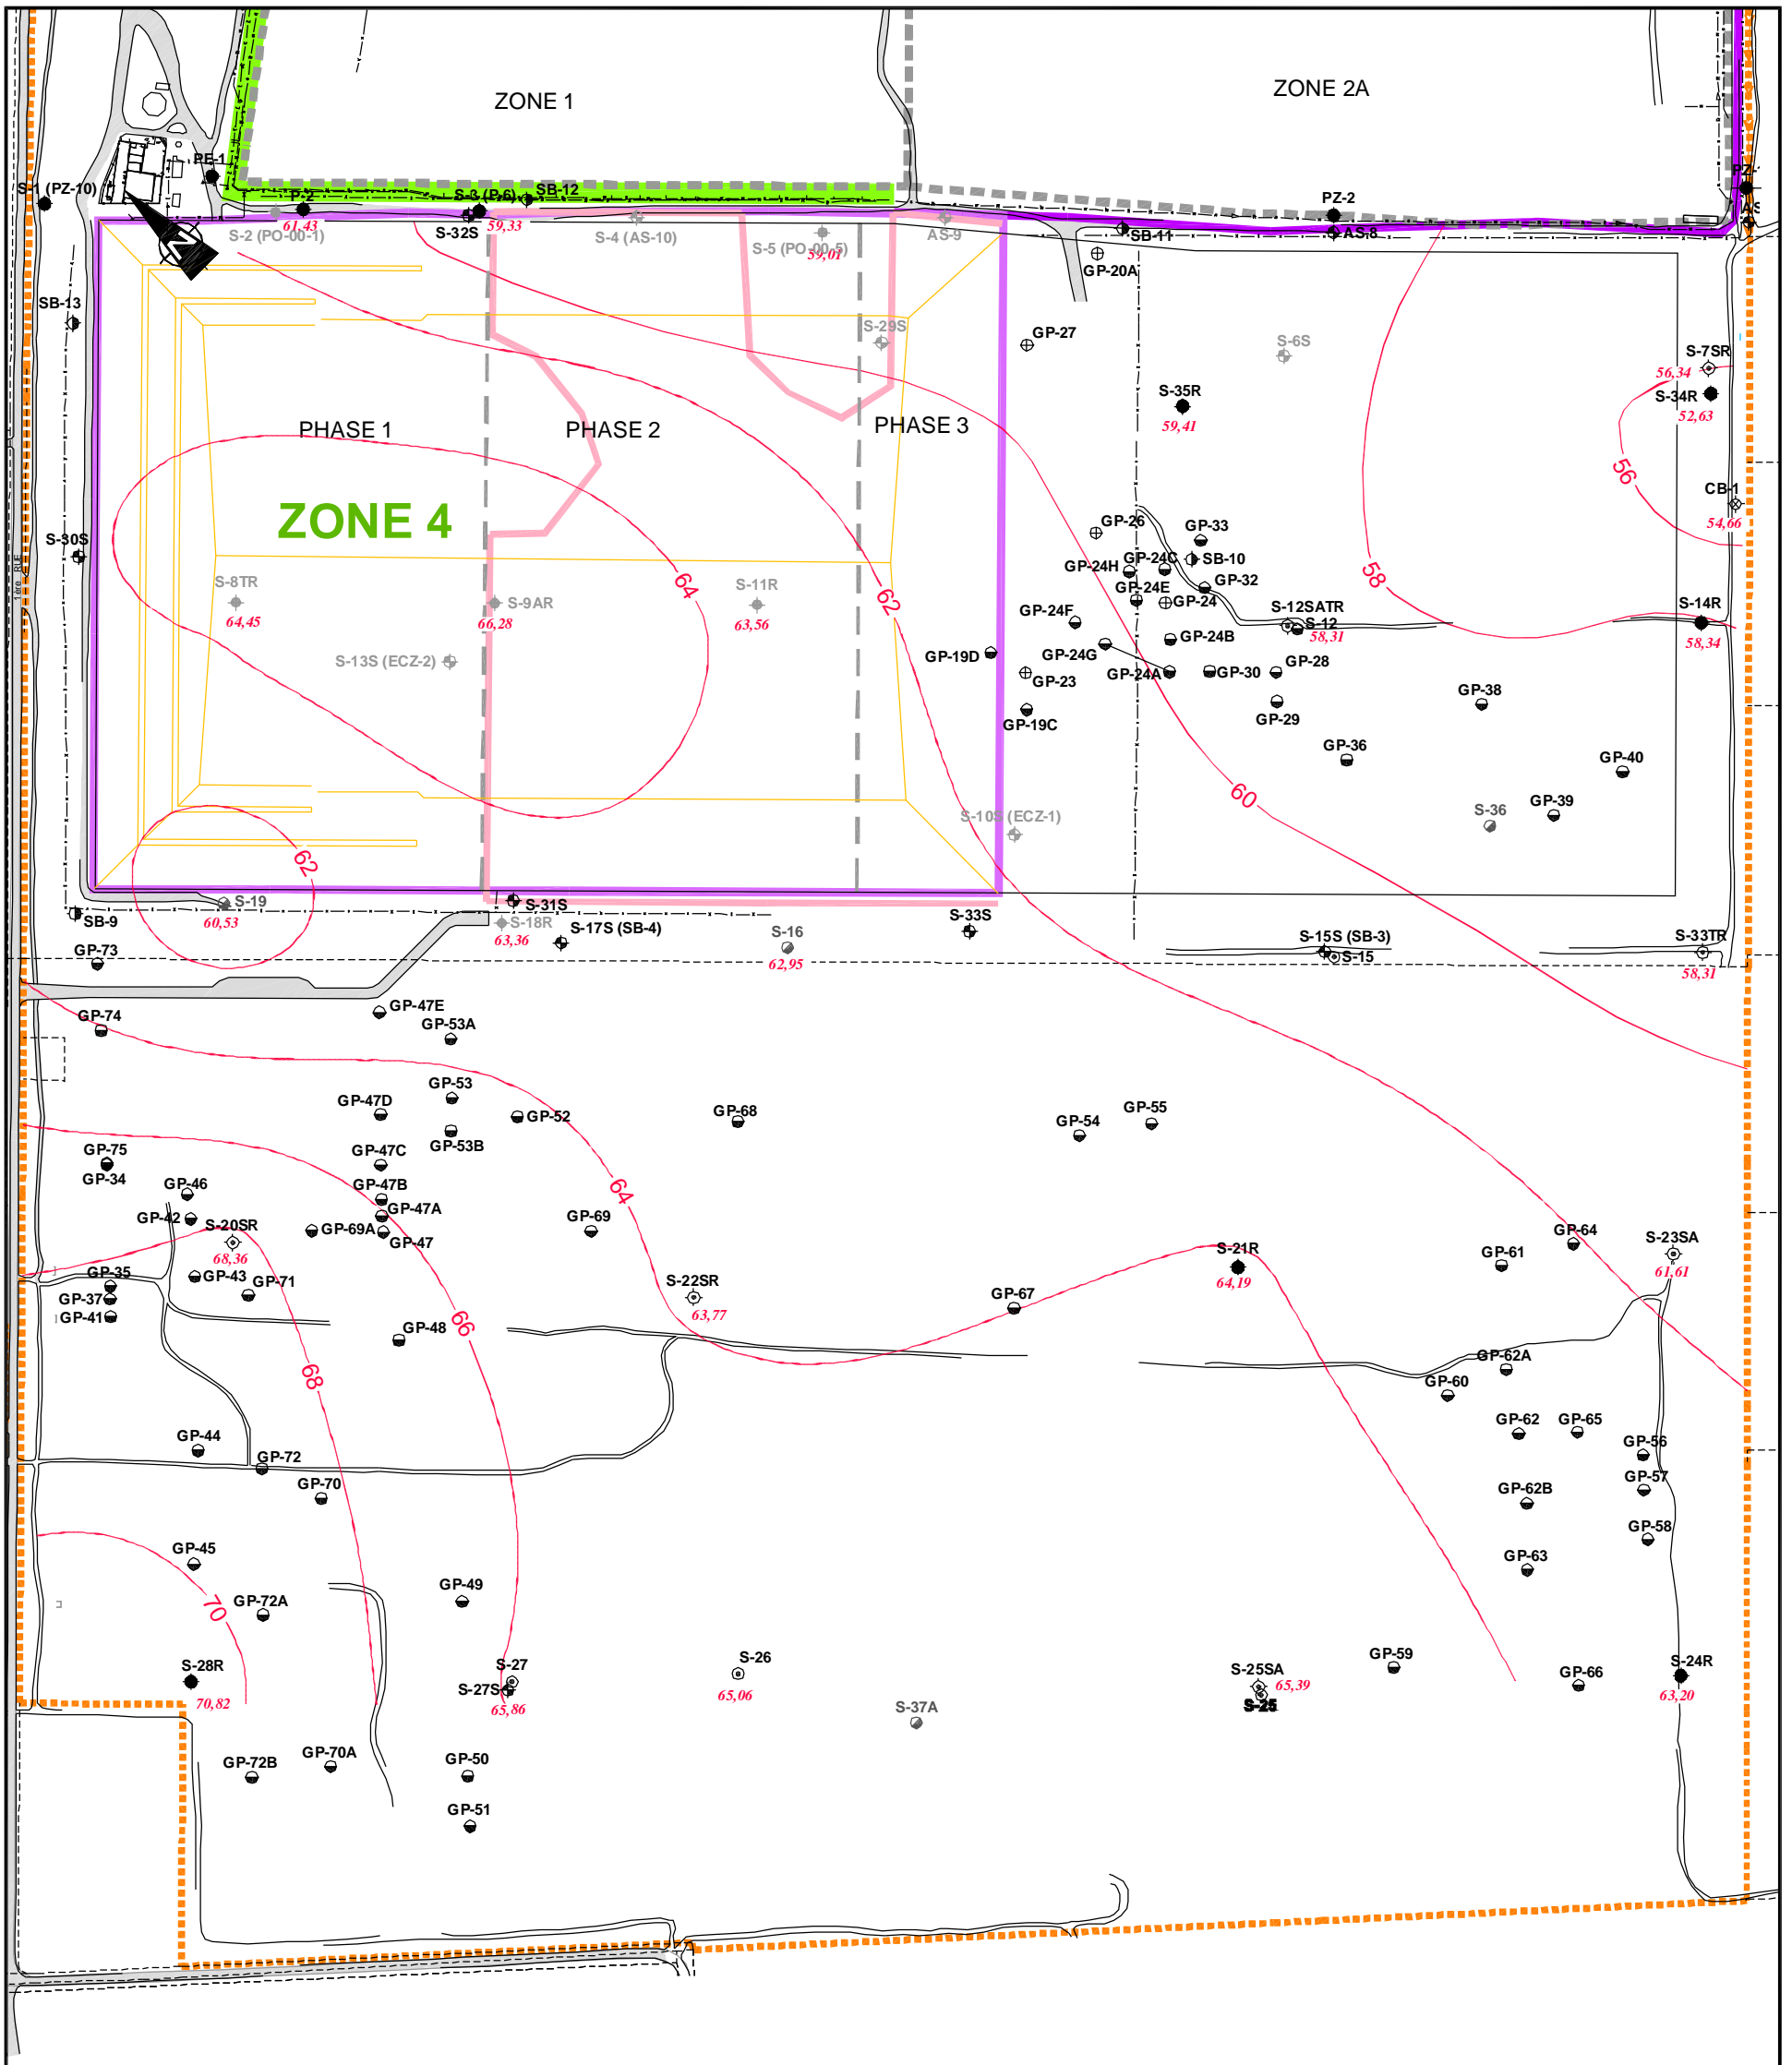 ZONE 1
ZONE 2A
PE-1
S-1 (PZ-10)
P-2
61,43
S-3 (P-6)
59,33
SB-12
S-32S
S-2 (PO-00-1)
S-4 (AS-10)
S-5 (PO-00-5)
59,01
AS-9
SB-11
PZ-2
AS-8
GP-20A
SB-13
S-29S
GP-27
S-6S
S-7SR
56,34
S-34R
52,63
S-35R
59,41
PHASE 1
PHASE 2
PHASE 3
56
ZONE 4
CB-1
54,66
GP-26
GP-33
S-30S
SB-10
GP-24H
GP-24C
58
64
62
S-8TR
64,45
S-9AR
66,28
S-11R
63,56
GP-24E
GP-32
GP-24
GP-24F
S-12SATR
S-12
58,31
S-14R
58,34
S-13S (ECZ-2)
GP-19D
GP-24G
GP-24B
GP-23
GP-24A
GP-30
GP-28
GP-19C
GP-29
GP-38
GP-36
GP-40
60
GP-39
S-36
S-10S (ECZ-1)
62
S-19
60,53
SB-9
S-31S
S-18R
63,36
S-17S (SB-4)
S-16
62,95
S-33S
S-15S (SB-3)
S-15
S-33TR
58,31
GP-73
GP-74
GP-47E
GP-53A
GP-53
GP-47D
GP-52
GP-68
GP-54
GP-55
GP-53B
GP-75
GP-34
GP-47C
GP-46
GP-47B
64
GP-42
GP-47A
S-20SR
68,36
GP-69A
GP-47
GP-69
S-21R
64,19
GP-64
GP-61
S-23SA
61,61
GP-35
GP-43
GP-71
GP-37
GP-41
S-22SR
63,77
GP-67
66
GP-48
68
GP-62A
GP-60
GP-44
GP-62
GP-65
GP-56
GP-72
GP-70
GP-57
GP-62B
GP-58
GP-45
GP-63
70
GP-72A
GP-49
S-28R
70,82
S-27
S-27S
65,86
S-26
65,06
S-25SA
65,39
S-25
GP-59
GP-66
S-24R
63,20
S-37A
GP-72B
GP-70A
GP-50
GP-51